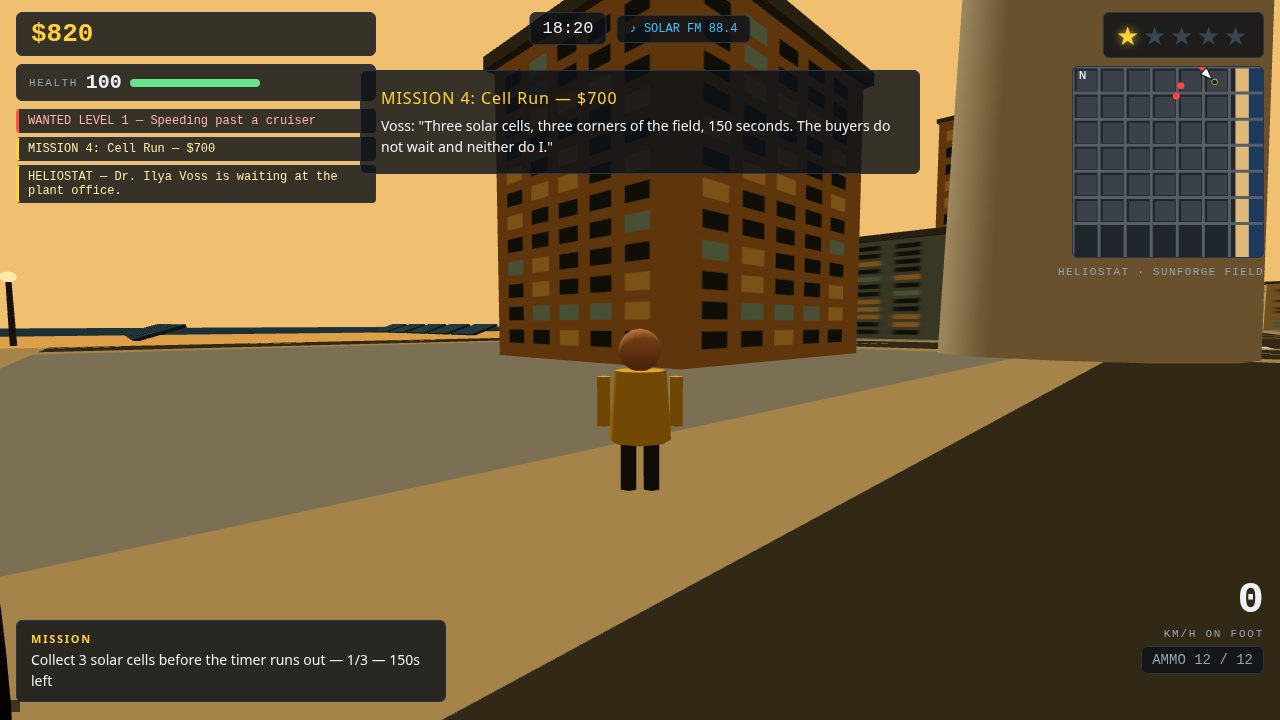 $820
18:20
♪ SOLAR FM 88.4
HEALTH 100
WANTED LEVEL 1 — Speeding past a cruiser
MISSION 4: Cell Run — $700
HELIOSTAT — Dr. Ilya Voss is waiting at the
plant office.
MISSION 4: Cell Run — $700
Voss: "Three solar cells, three corners of the field, 150 seconds. The buyers do
not wait and neither do I."
N
HELIOSTAT · SUNFORGE FIELD
MISSION
Collect 3 solar cells before the timer runs out — 1/3 — 150s
left
0
KM/H ON FOOT
AMMO 12 / 12